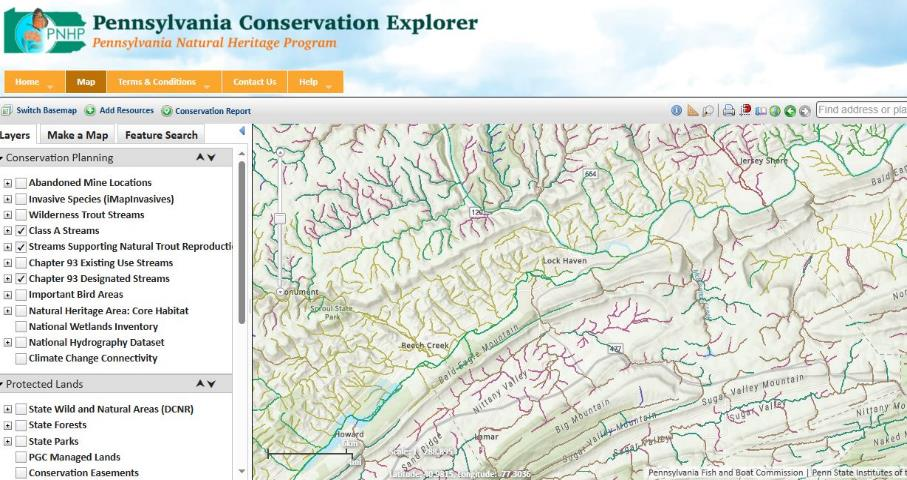 PNHP
Pennsylvania Conservation Explorer
Pennsylvania Natural Heritage Program
Home Map Terms & Conditions Contact Us Help
Switch Basemap Add Resources Conservation Report
Find address or pla
Layers Make a Map Feature Search
Conservation Planning
Abandoned Mine Locations
Invasive Species (iMapInvasives)
Wilderness Trout Streams
Class A Streams
Streams Supporting Natural Trout Reproducti
Chapter 93 Existing Use Streams
Chapter 93 Designated Streams
Important Bird Areas
Natural Heritage Area: Core Habitat
National Wetlands Inventory
National Hydrography Dataset
Climate Change Connectivity
Protected Lands
State Wild and Natural Areas (DCNR)
State Forests
State Parks
PGC Managed Lands
Conservation Easements
Jersey Shore
664
Bald Ea
120
Lock Haven
onument
Sproul State
Park
Beech Creek
Bald Eagle Mountain
477
Nittany Valley
Sugar Valley Mountain
Big Mountain
Sugar Valley
Nittany Mo
Howard
Sand Ridge
Lamar
Sugar Valley Mountain
Sugar Valley
Naked
Pennsylvania Fish and Boat Commission | Penn State Institutes of t